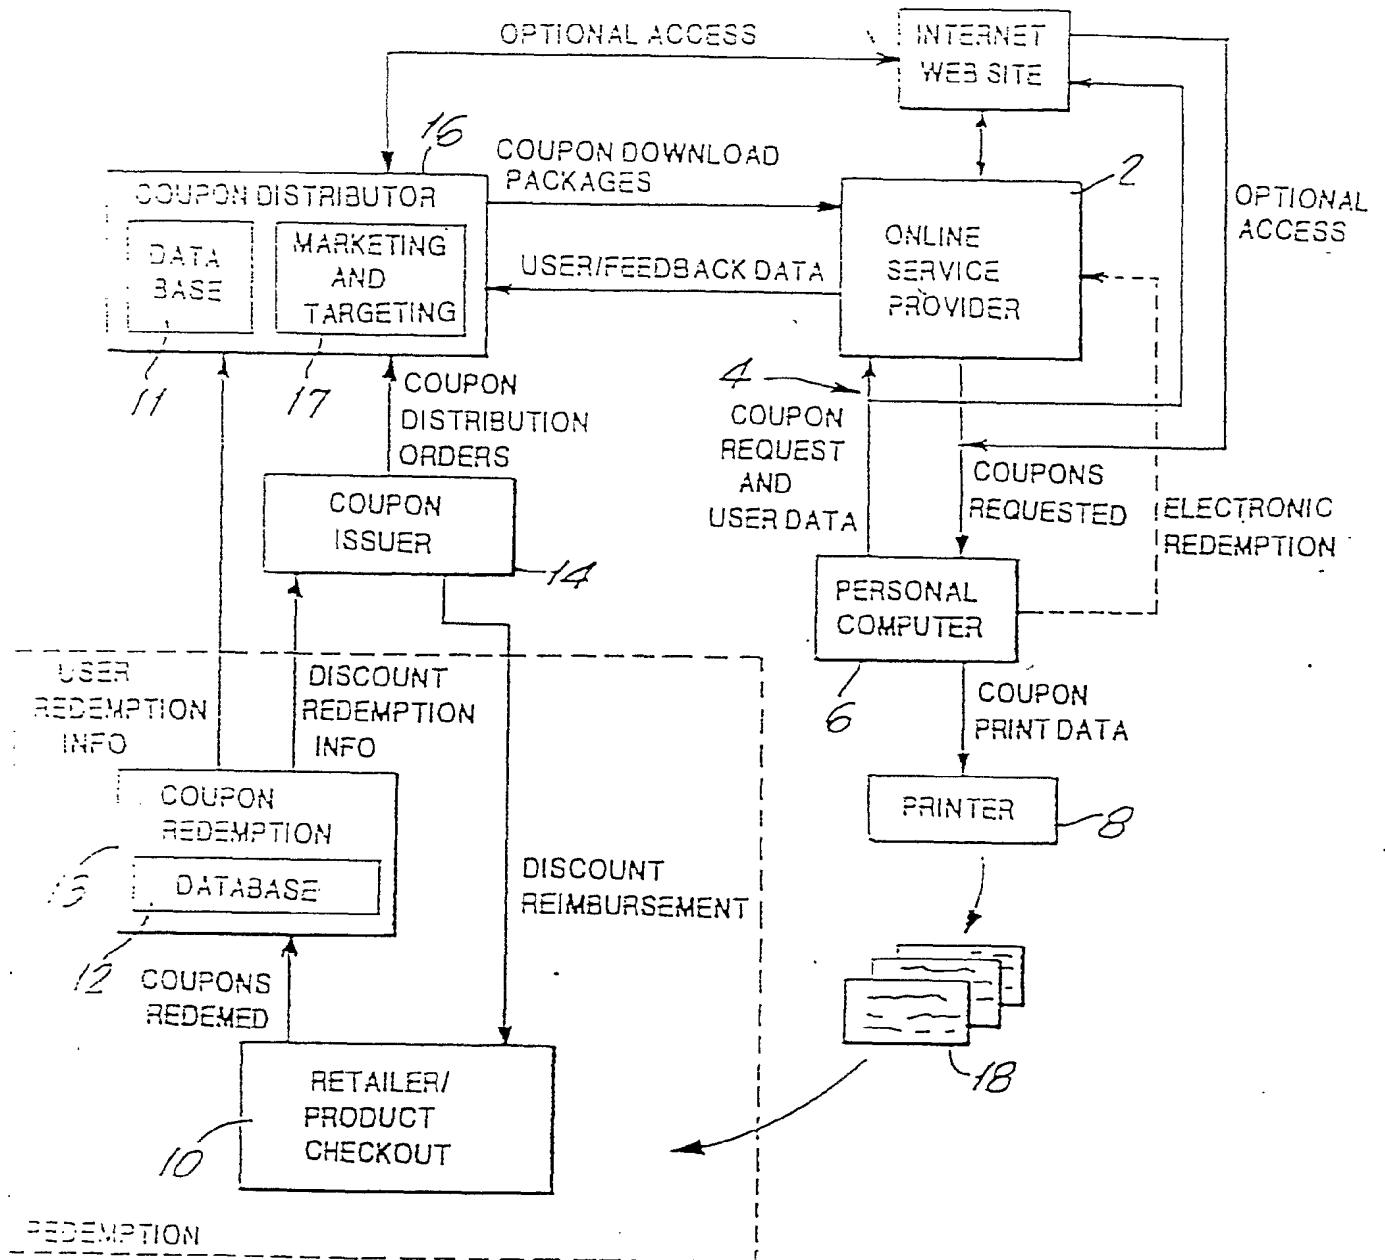 OPTIONAL ACCESS
INTERNET
WEB SITE
16
COUPON DOWNLOAD
PACKAGES
2
OPTIONAL
ACCESS
COUPON DISTRIBUTOR
DATA
BASE
MARKETING
AND
TARGETING
USER/FEEDBACK DATA
ONLINE
SERVICE
PROVIDER
11
17
COUPON
DISTRIBUTION
ORDERS
4
COUPON
REQUEST
AND
USER DATA
COUPONS
REQUESTED
ELECTRONIC
REDEMPTION
COUPON
ISSUER
14
PERSONAL
COMPUTER
6
USER
REDEMPTION
INFO
DISCOUNT
REDEMPTION
INFO
COUPON
PRINT DATA
COUPON
REDEMPTION
DATABASE
12
PRINTER
8
DISCOUNT
REIMBURSEMENT
COUPONS
REDEMED
RETAILER/
PRODUCT
CHECKOUT
10
18
REDEMPTION